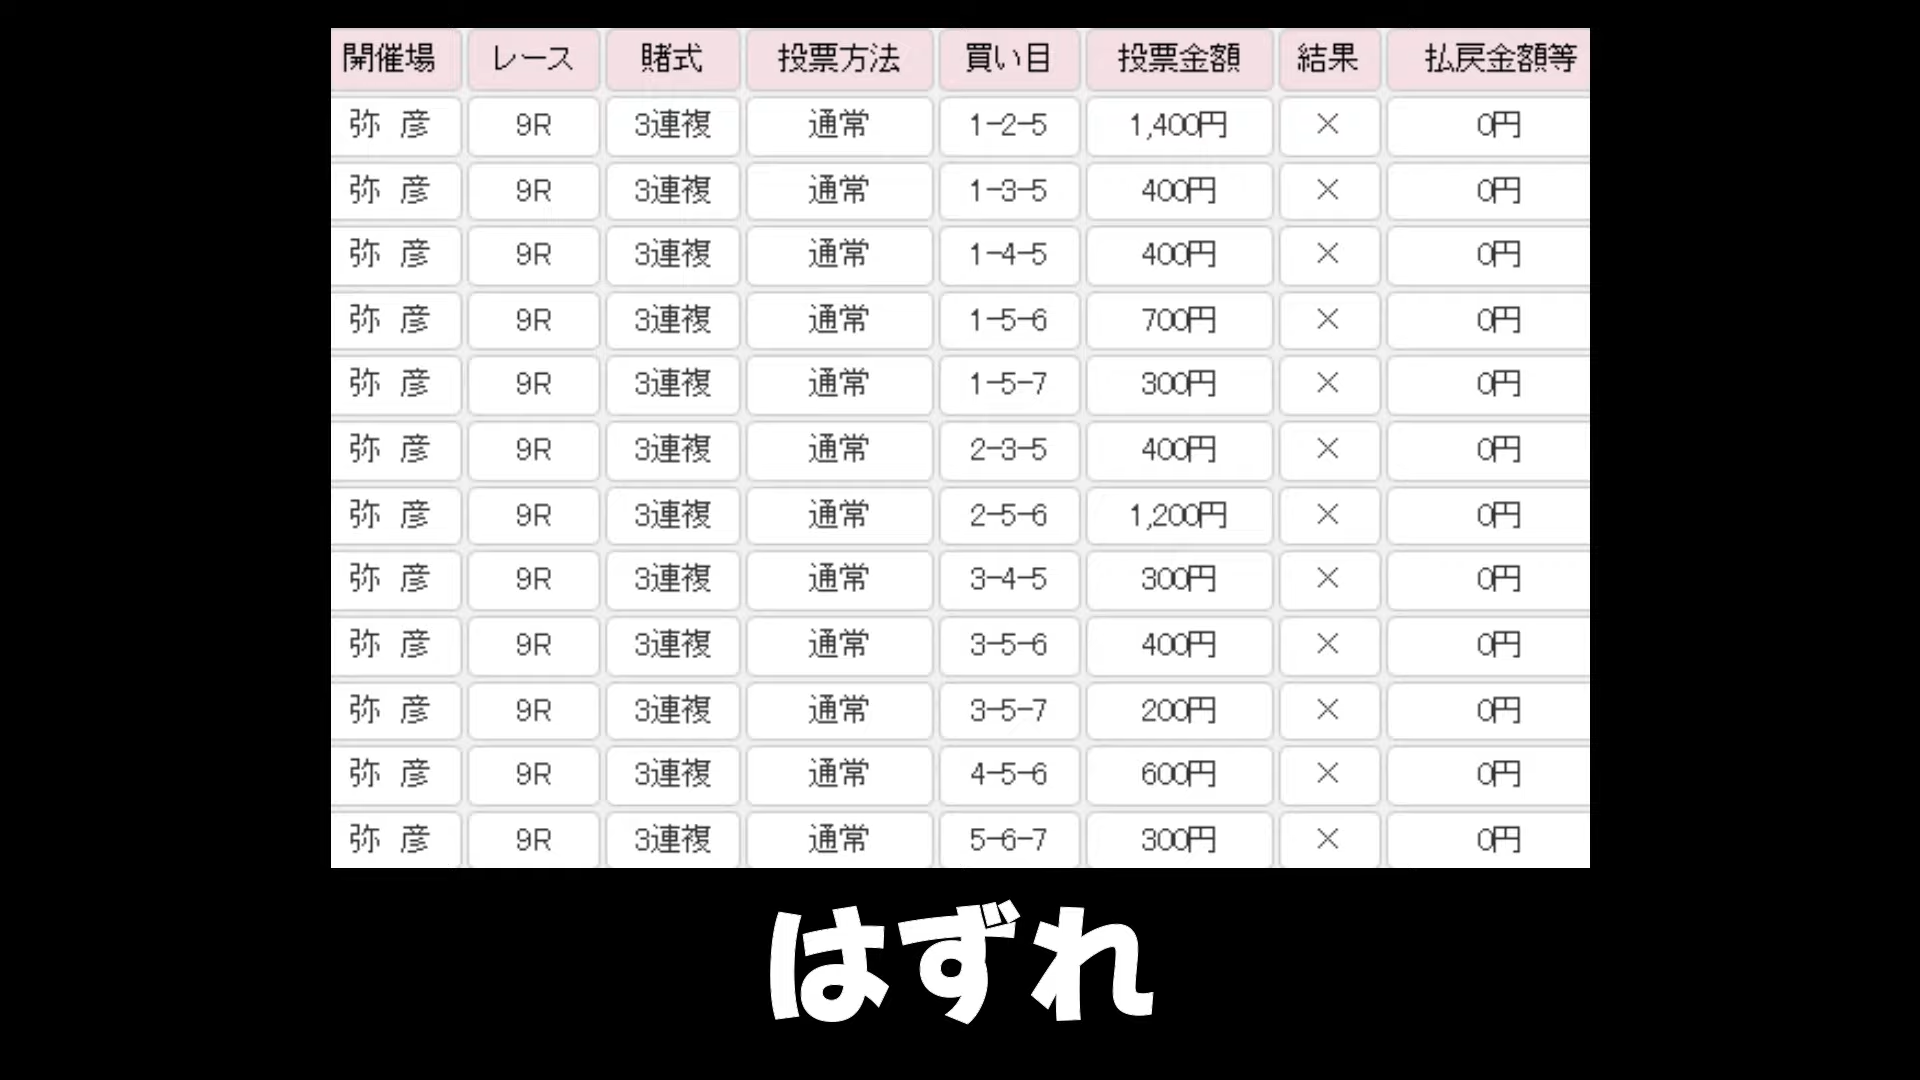 開催場 レース 賭式 投票方法 買い目 投票金額 結果 払戻金額等
弥 彦 9R 3連複 通常 1-2-5 1,400円 × 0円
弥 彦 9R 3連複 通常 1-3-5 400円 × 0円
弥 彦 9R 3連複 通常 1-4-5 400円 × 0円
弥 彦 9R 3連複 通常 1-5-6 700円 × 0円
弥 彦 9R 3連複 通常 1-5-7 300円 × 0円
弥 彦 9R 3連複 通常 2-3-5 400円 × 0円
弥 彦 9R 3連複 通常 2-5-6 1,200円 × 0円
弥 彦 9R 3連複 通常 3-4-5 300円 × 0円
弥 彦 9R 3連複 通常 3-5-6 400円 × 0円
弥 彦 9R 3連複 通常 3-5-7 200円 × 0円
弥 彦 9R 3連複 通常 4-5-6 600円 × 0円
弥 彦 9R 3連複 通常 5-6-7 300円 × 0円
はずれ